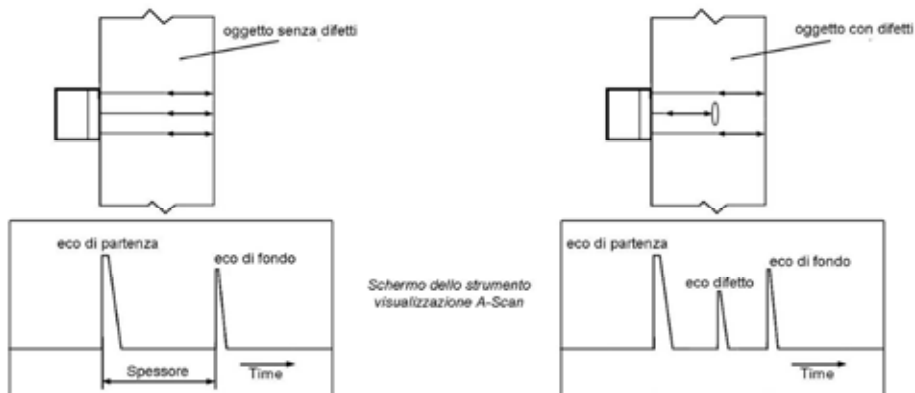 oggetto senza difetti
oggetto con difetti
eco di partenza
eco di fondo
Spessore
Time
Schermo dello strumento
visualizzazione A-Scan
eco di partenza
eco difetto
eco di fondo
Time